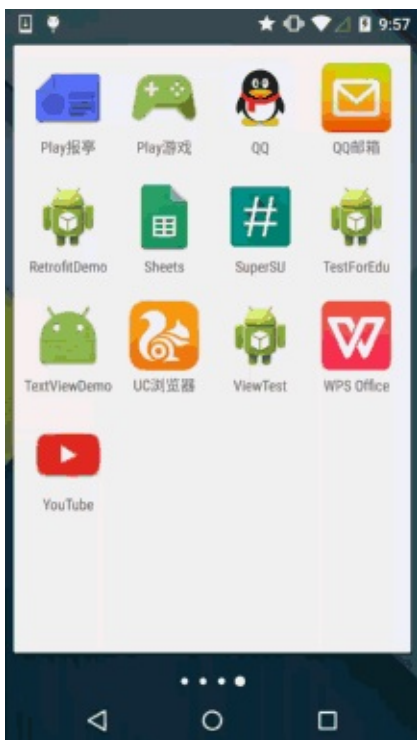 9:57
Play报亭
Play游戏
QQ
QQ邮箱
RetrofitDemo
Sheets
SuperSU
TestForEdu
TextViewDemo
UC浏览器
ViewTest
WPS Office
YouTube